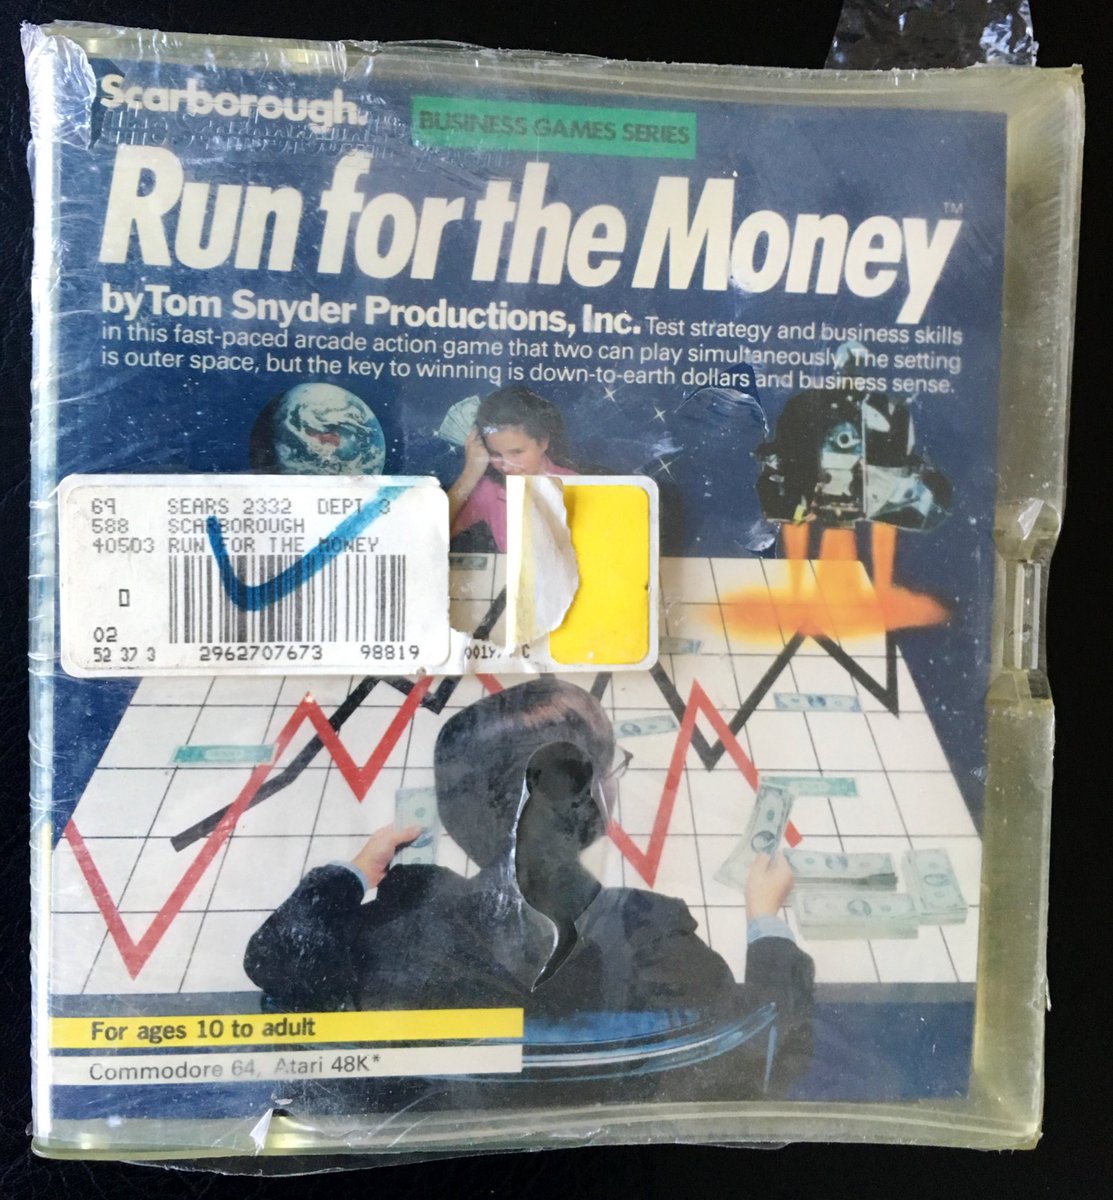 Scarborough.
BUSINESS GAMES SERIES
Run for the Money™
by Tom Snyder Productions, Inc. Test strategy and business skills
in this fast-paced arcade action game that two can play simultaneously. The setting
is outer space, but the key to winning is down-to-earth dollars and business sense.
69 SEARS 2332 DEPT 3
588 SCARBOROUGH
40503 RUN FOR THE MONEY
02
52 37 3 2962707673 98819
For ages 10 to adult
Commodore 64, Atari 48K*